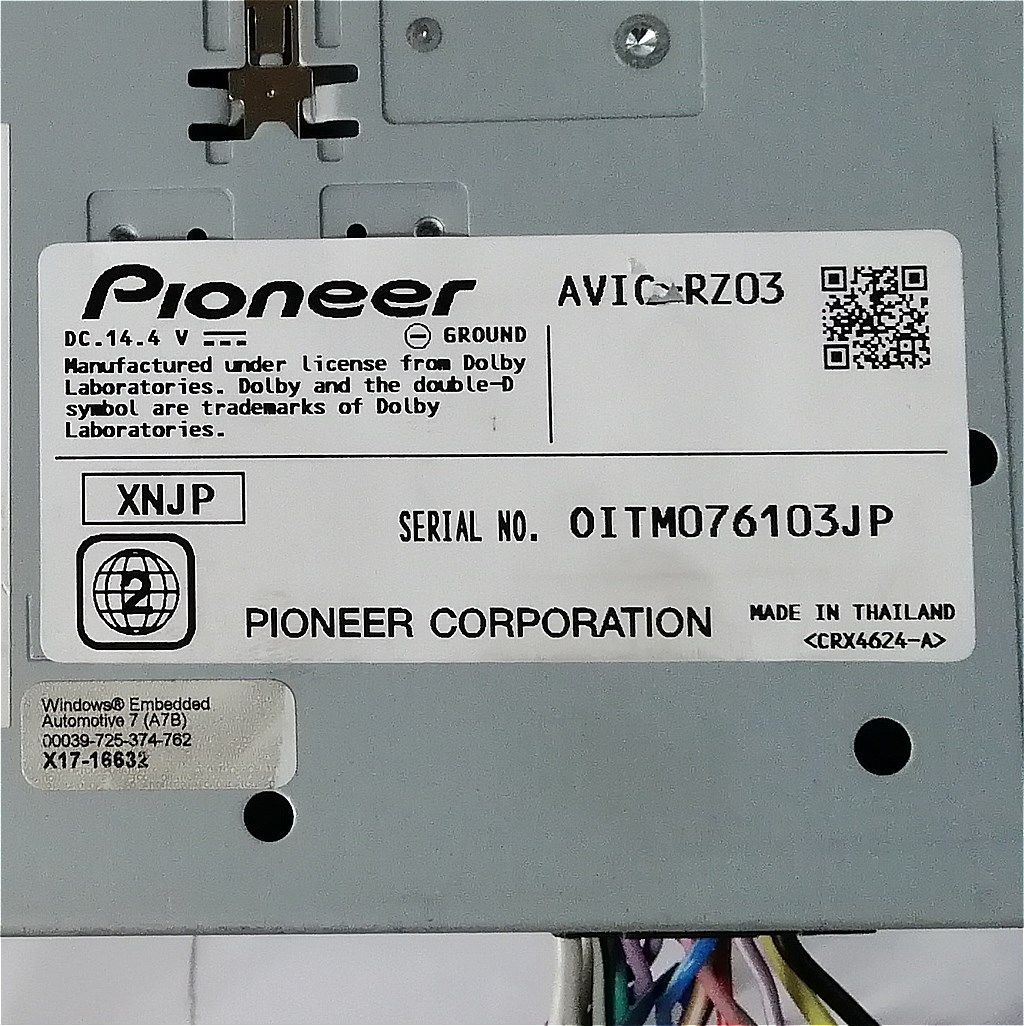 Pioneer
AVIC-RZ03
DC.14.4 V
GROUND
Manufactured under license from Dolby
Laboratories. Dolby and the double-D
symbol are trademarks of Dolby
Laboratories.
XNJP
SERIAL NO. OITM076103JP
2
PIONEER CORPORATION
MADE IN THAILAND
<CRX4624-A>
Windows® Embedded
Automotive 7 (A7B)
00039-725-374-762
X17-16632